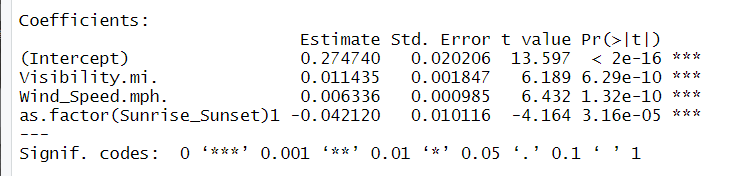 Coefficients:
                             Estimate Std. Error t value Pr(>|t|)
(Intercept)                  0.274740   0.020206  13.597  < 2e-16 ***
Visibility.mi.               0.011435   0.001847   6.189 6.29e-10 ***
Wind_Speed.mph.              0.006336   0.000985   6.432 1.32e-10 ***
as.factor(Sunrise_Sunset)1 -0.042120   0.010116  -4.164 3.16e-05 ***
---
Signif. codes:  0 ‘***’ 0.001 ‘**’ 0.01 ‘*’ 0.05 ‘.’ 0.1 ‘ ’ 1